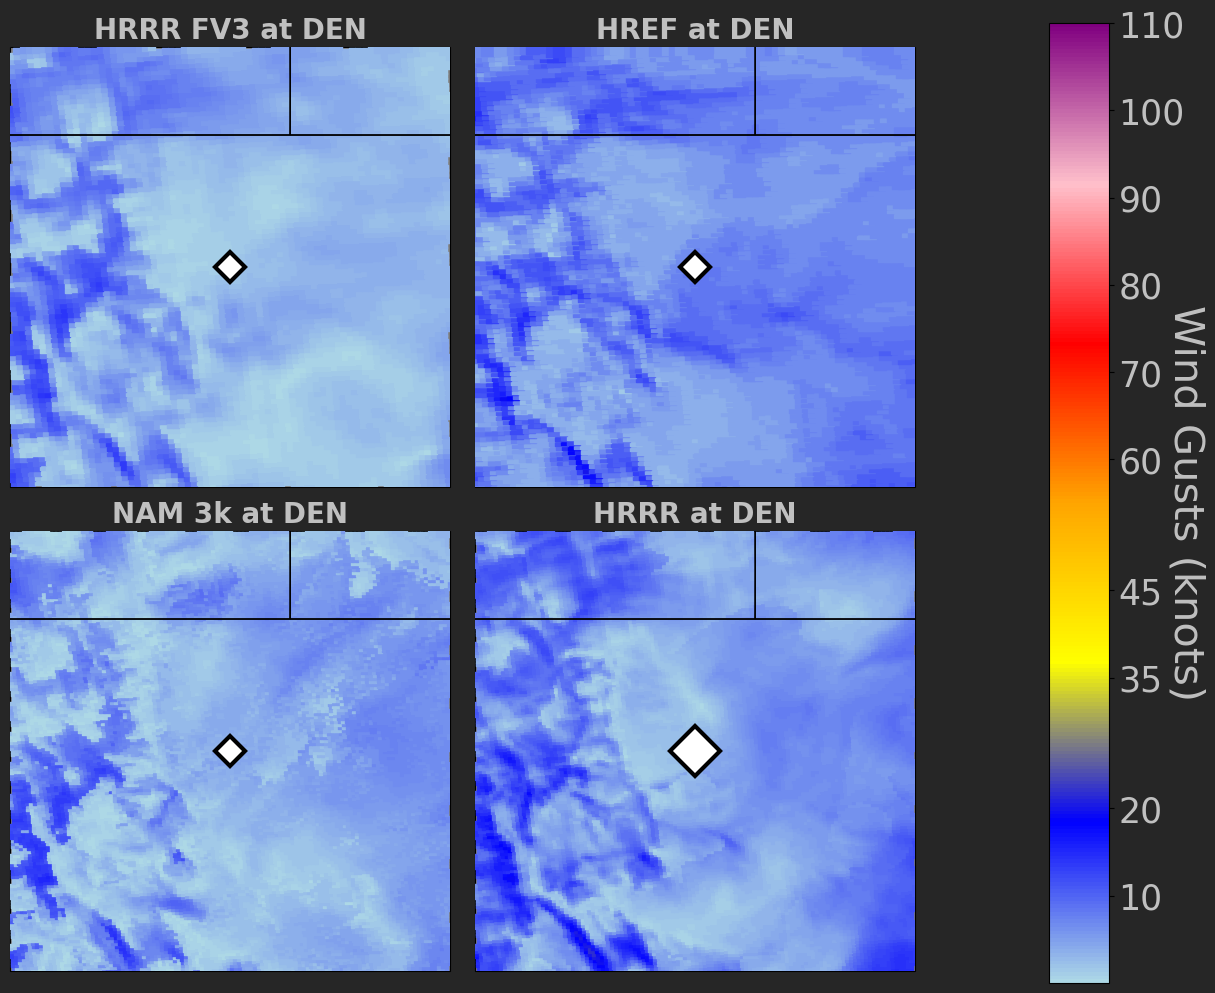 HRRR FV3 at DEN
HREF at DEN
NAM 3k at DEN
HRRR at DEN
110
100
90
80
70
60
45
35
20
10
Wind Gusts (knots)